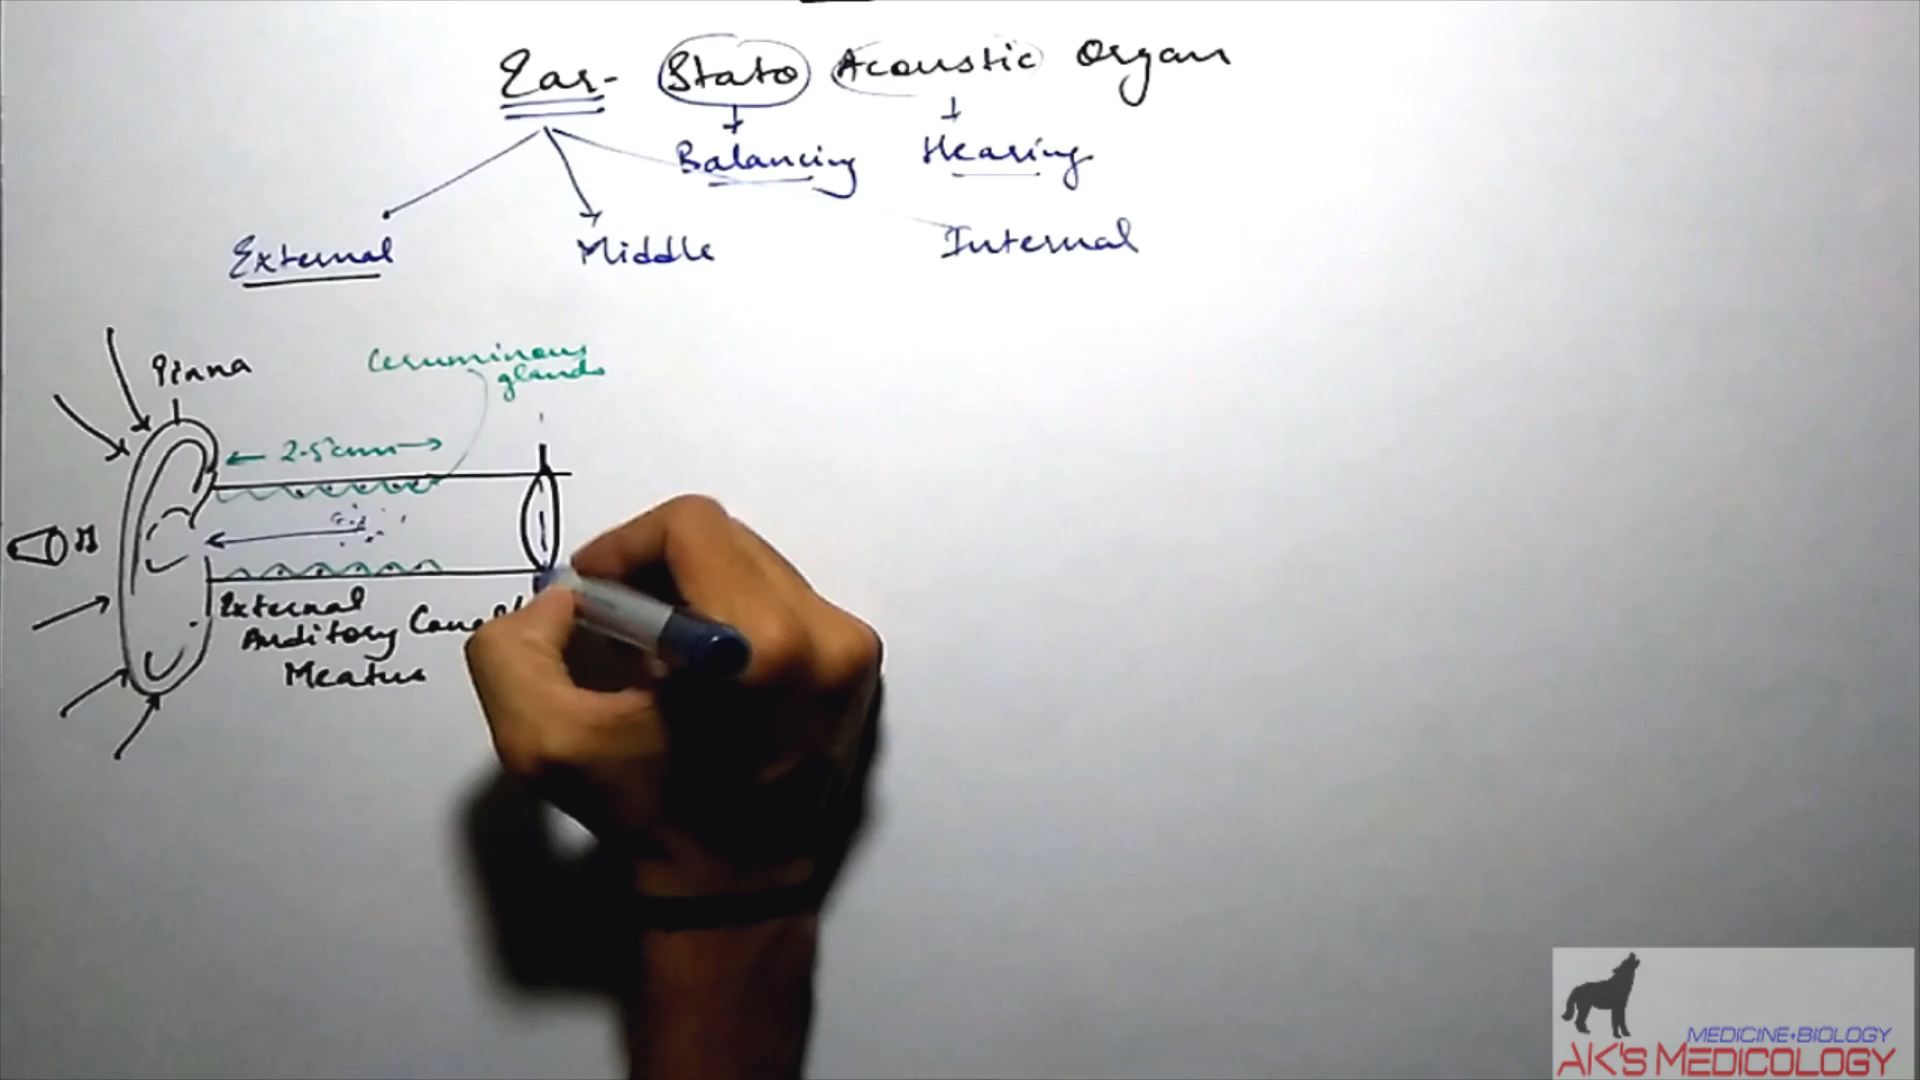 Ear- Stato Acoustic Organ
Balancing Hearing
External Middle Internal
Pinna
Ceruminous
glands
2.5cm
External
Auditory Canal
Meatus
MEDICINE+BIOLOGY
AK'S MEDICOLOGY